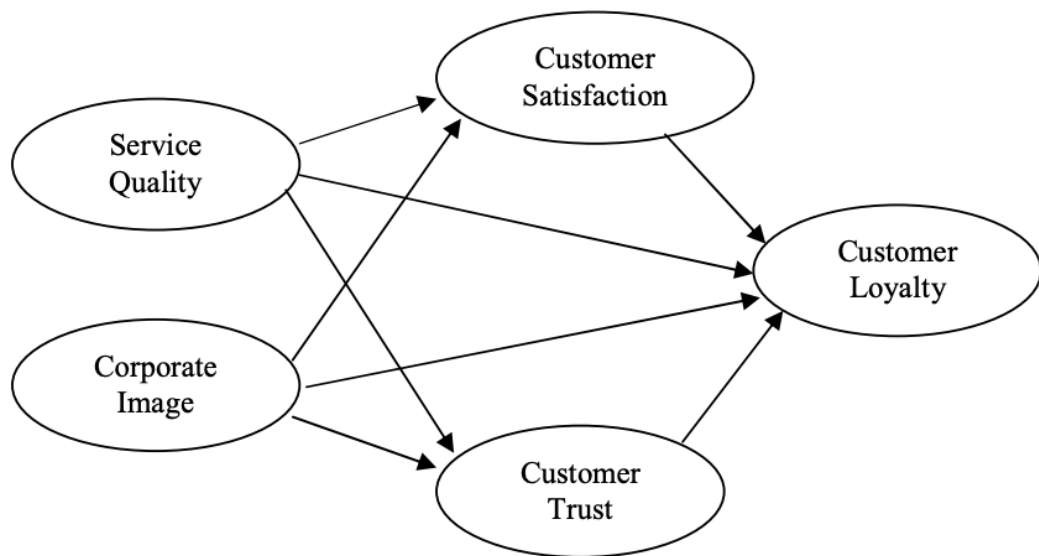 Customer
Satisfaction
Service
Quality
Customer
Loyalty
Corporate
Image
Customer
Trust